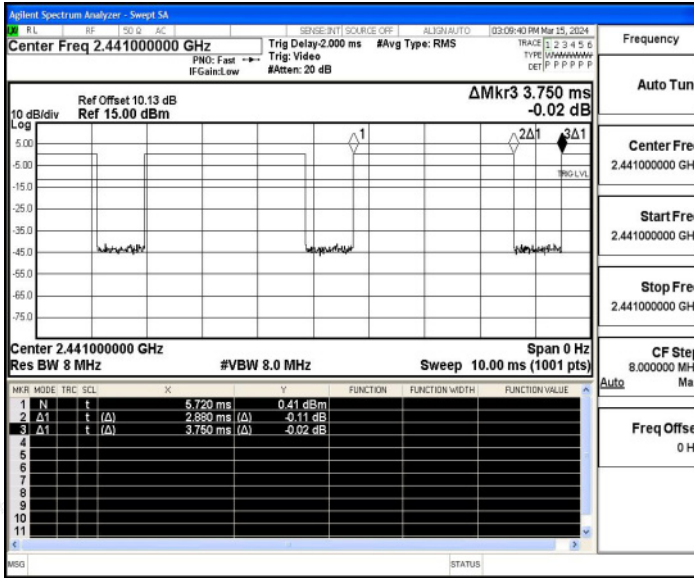 Agilent Spectrum Analyzer - Swept SA
RL RF 50 Ω AC SENSE:INT SOURCE OFF ALIGNAUTO 03:09:40 PM Mar 15, 2024
Center Freq 2.441000000 GHz
PNO: Fast
IFGain:Low
Trig Delay-2.000 ms
Trig: Video
#Atten: 20 dB
#Avg Type: RMS
TRACE 1 2 3 4 5 6
TYPE
DET P P P P P P
ΔMkr3 3.750 ms
-0.02 dB
Ref Offset 10.13 dB
10 dB/div Ref 15.00 dBm
Log
1 2Δ1 3Δ1
5.00
-5.00
TRIG LVL
-15.0
-25.0
-35.0
-45.0
-55.0
-65.0
-75.0
Center 2.441000000 GHz Span 0 Hz
Res BW 8 MHz #VBW 8.0 MHz Sweep 10.00 ms (1001 pts)
MKR MODE TRC SCL X Y FUNCTION FUNCTION WIDTH FUNCTION VALUE
1 N t 5.720 ms 0.41 dBm
2 Δ1 t (Δ) 2.880 ms (Δ) -0.11 dB
3 Δ1 t (Δ) 3.750 ms (Δ) -0.02 dB
4
5
6
7
8
9
10
11
MSG STATUS
Frequency
Auto Tun
Center Fre
2.441000000 GH
Start Fre
2.441000000 GH
Stop Fre
2.441000000 GH
CF Step
8.000000 MH
Auto Ma
Freq Offse
0 H